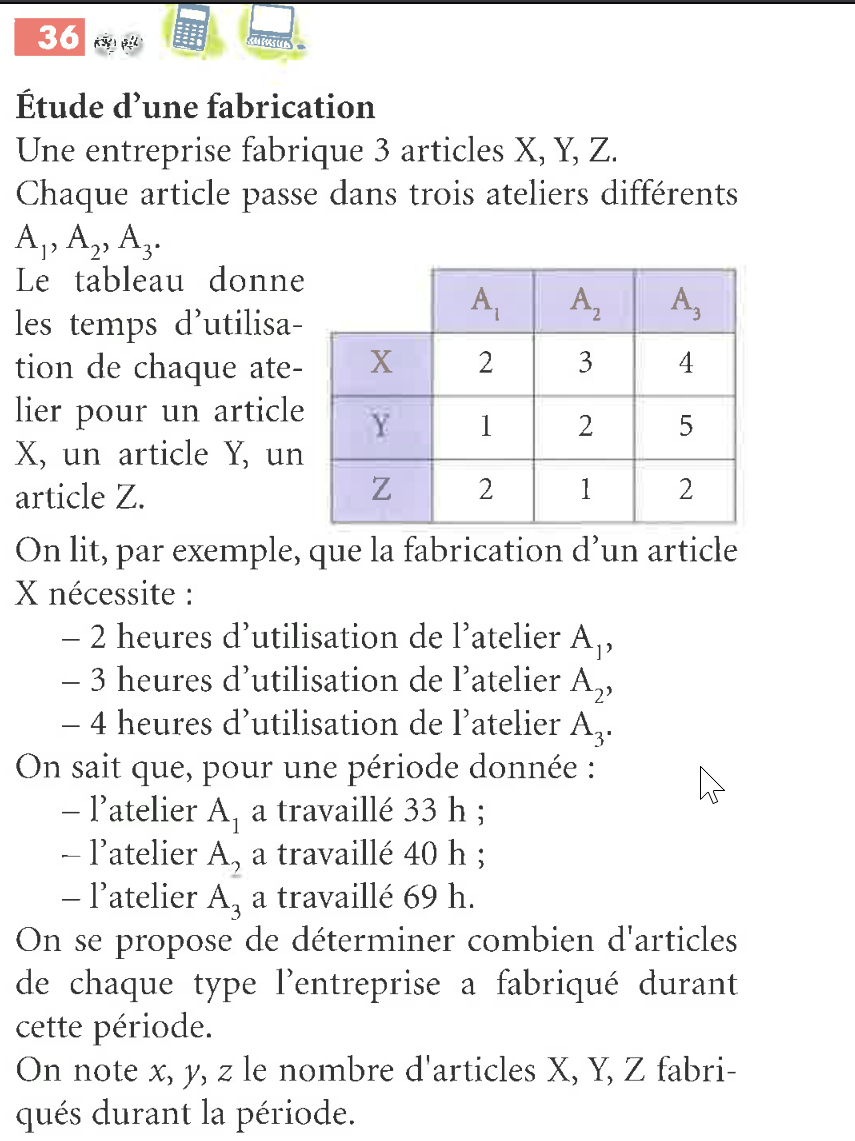 36
Étude d’une fabrication
Une entreprise fabrique 3 articles X, Y, Z.
Chaque article passe dans trois ateliers différents
A₁, A₂, A₃.
Le tableau donne
les temps d’utilisa-
tion de chaque ate-
lier pour un article
X, un article Y, un
article Z.
A₁ A₂ A₃
X 2 3 4
Y 1 2 5
Z 2 1 2
On lit, par exemple, que la fabrication d’un article
X nécessite :
– 2 heures d’utilisation de l’atelier A₁,
– 3 heures d’utilisation de l’atelier A₂,
– 4 heures d’utilisation de l’atelier A₃.
On sait que, pour une période donnée :
– l’atelier A₁ a travaillé 33 h ;
– l’atelier A₂ a travaillé 40 h ;
– l’atelier A₃ a travaillé 69 h.
On se propose de déterminer combien d'articles
de chaque type l’entreprise a fabriqué durant
cette période.
On note x, y, z le nombre d'articles X, Y, Z fabri-
qués durant la période.